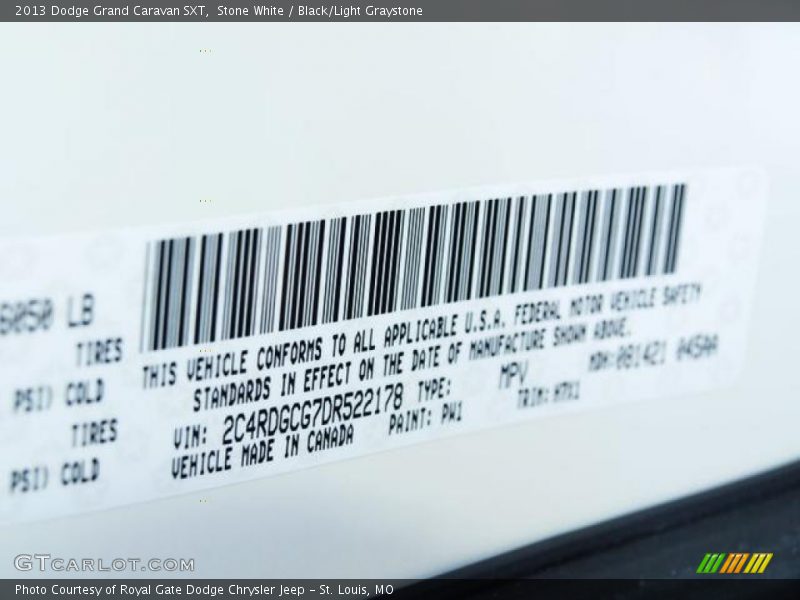 2013 Dodge Grand Caravan SXT,  Stone White / Black/Light Graystone
6050 LB
TIRES
PSI) COLD
TIRES
PSI) COLD
THIS VEHICLE CONFORMS TO ALL APPLICABLE U.S.A. FEDERAL MOTOR VEHICLE SAFETY
STANDARDS IN EFFECT ON THE DATE OF MANUFACTURE SHOWN ABOVE.
VIN: 2C4RDGCG7DR522178 TYPE: MPV MDH:081421 045AA
VEHICLE MADE IN CANADA PAINT: PW1 TRIM:
GTCARLOT.COM
Photo Courtesy of Royal Gate Dodge Chrysler Jeep – St. Louis, MO